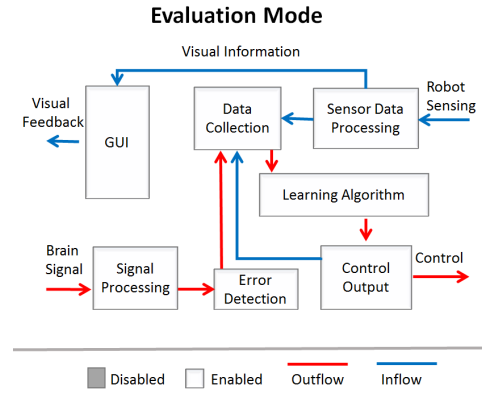 Evaluation Mode
Visual Information
Visual
Feedback
GUI
Data
Collection
Sensor Data
Processing
Robot
Sensing
Learning Algorithm
Brain
Signal
Signal
Processing
Error
Detection
Control
Output
Control
Disabled
Enabled
Outflow
Inflow